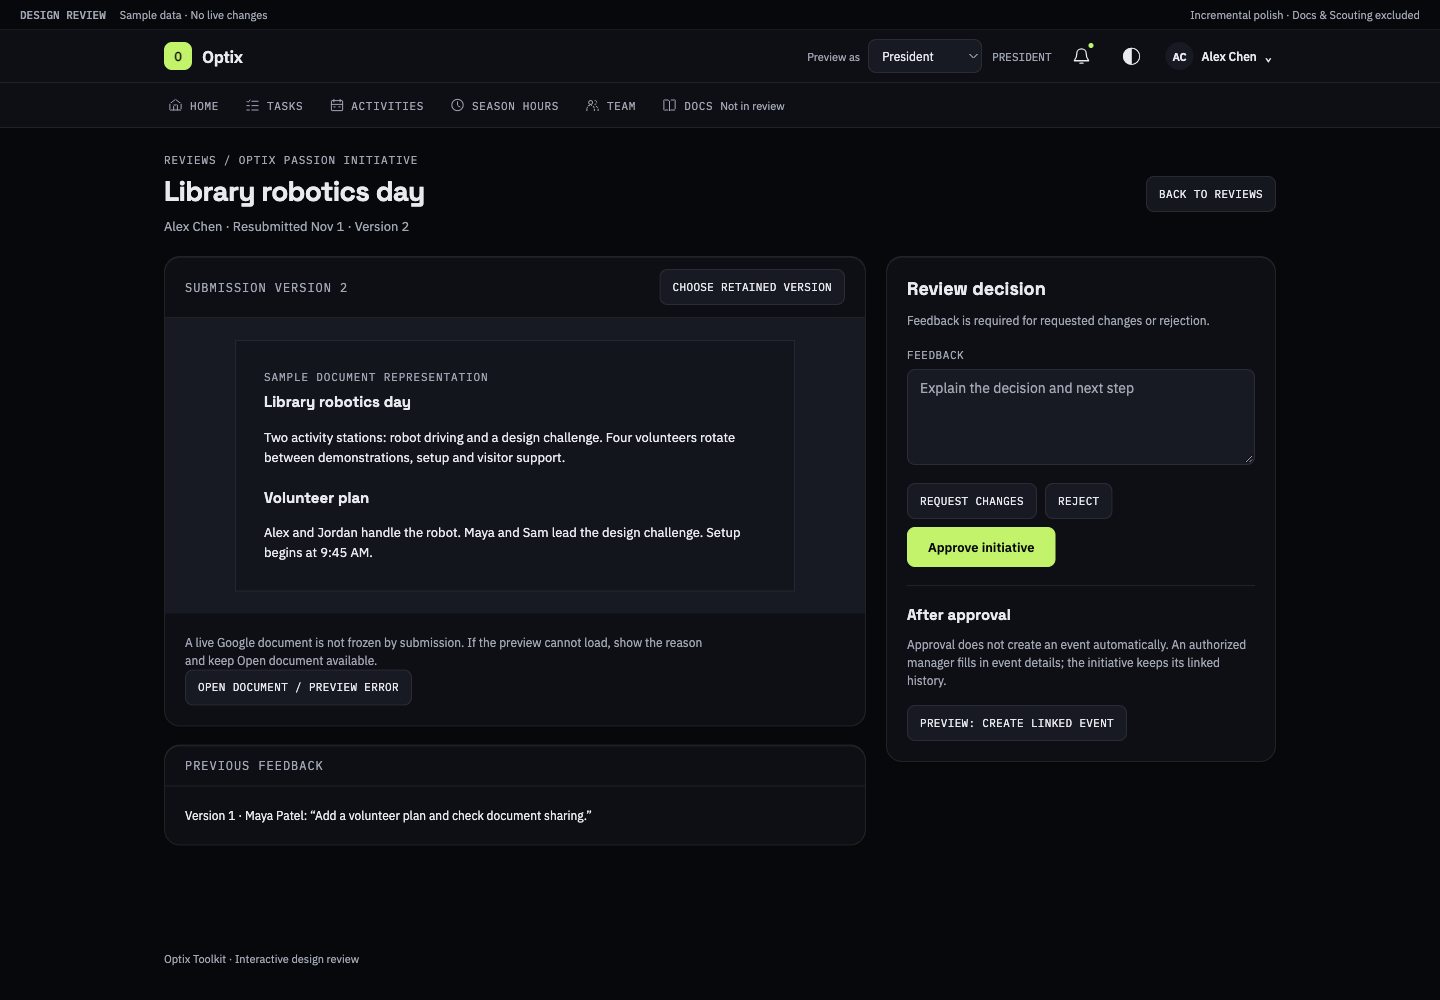 DESIGN REVIEW Sample data · No live changes
Incremental polish · Docs & Scouting excluded
O Optix
Preview as President PRESIDENT AC Alex Chen
HOME TASKS ACTIVITIES SEASON HOURS TEAM DOCS Not in review
REVIEWS / OPTIX PASSION INITIATIVE
Library robotics day
Alex Chen · Resubmitted Nov 1 · Version 2
BACK TO REVIEWS
SUBMISSION VERSION 2
CHOOSE RETAINED VERSION
SAMPLE DOCUMENT REPRESENTATION
Library robotics day
Two activity stations: robot driving and a design challenge. Four volunteers rotate
between demonstrations, setup and visitor support.
Volunteer plan
Alex and Jordan handle the robot. Maya and Sam lead the design challenge. Setup
begins at 9:45 AM.
A live Google document is not frozen by submission. If the preview cannot load, show the reason
and keep Open document available.
OPEN DOCUMENT / PREVIEW ERROR
PREVIOUS FEEDBACK
Version 1 · Maya Patel: “Add a volunteer plan and check document sharing.”
Review decision
Feedback is required for requested changes or rejection.
FEEDBACK
Explain the decision and next step
REQUEST CHANGES REJECT
Approve initiative
After approval
Approval does not create an event automatically. An authorized
manager fills in event details; the initiative keeps its linked
history.
PREVIEW: CREATE LINKED EVENT
Optix Toolkit · Interactive design review